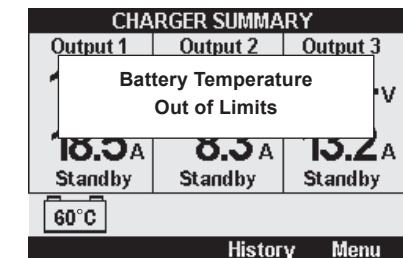 CHARGER SUMMARY
Output 1 Output 2 Output 3
Battery Temperature
Out of Limits
V
18.5A 8.3A 13.2A
Standby Standby Standby
60°C
History Menu